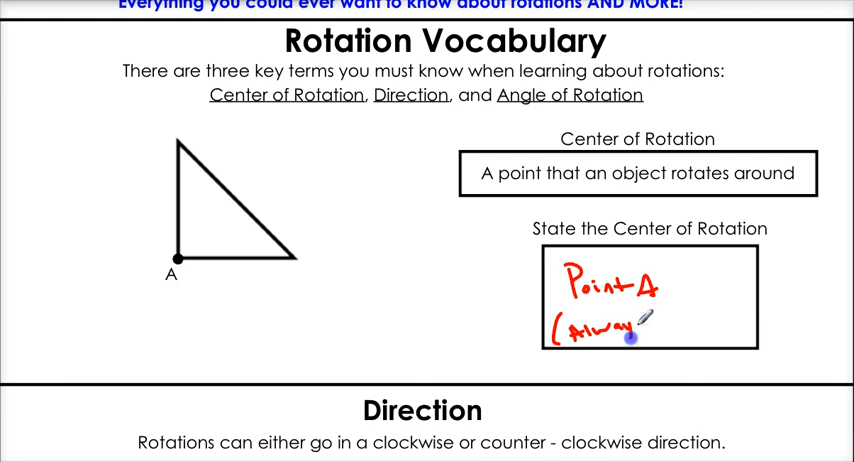 Everything you could ever want to know about rotations AND MORE!
Rotation Vocabulary
There are three key terms you must know when learning about rotations:
Center of Rotation, Direction, and Angle of Rotation
Center of Rotation
A point that an object rotates around
State the Center of Rotation
Point A
(Alway
A
Direction
Rotations can either go in a clockwise or counter - clockwise direction.